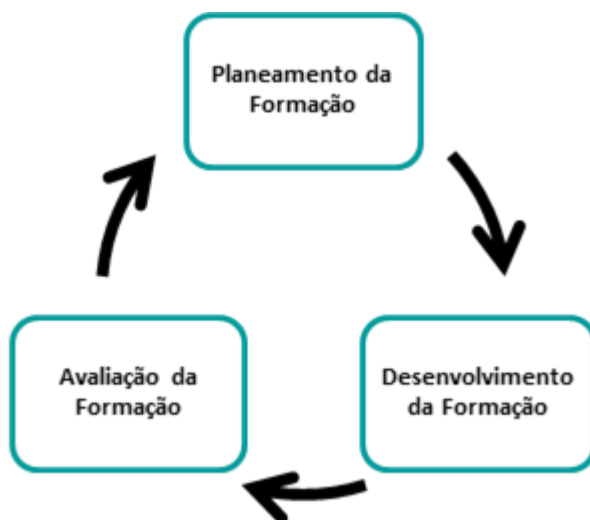 Planeamento da
Formação
Avaliação da
Formação
Desenvolvimento
da Formação